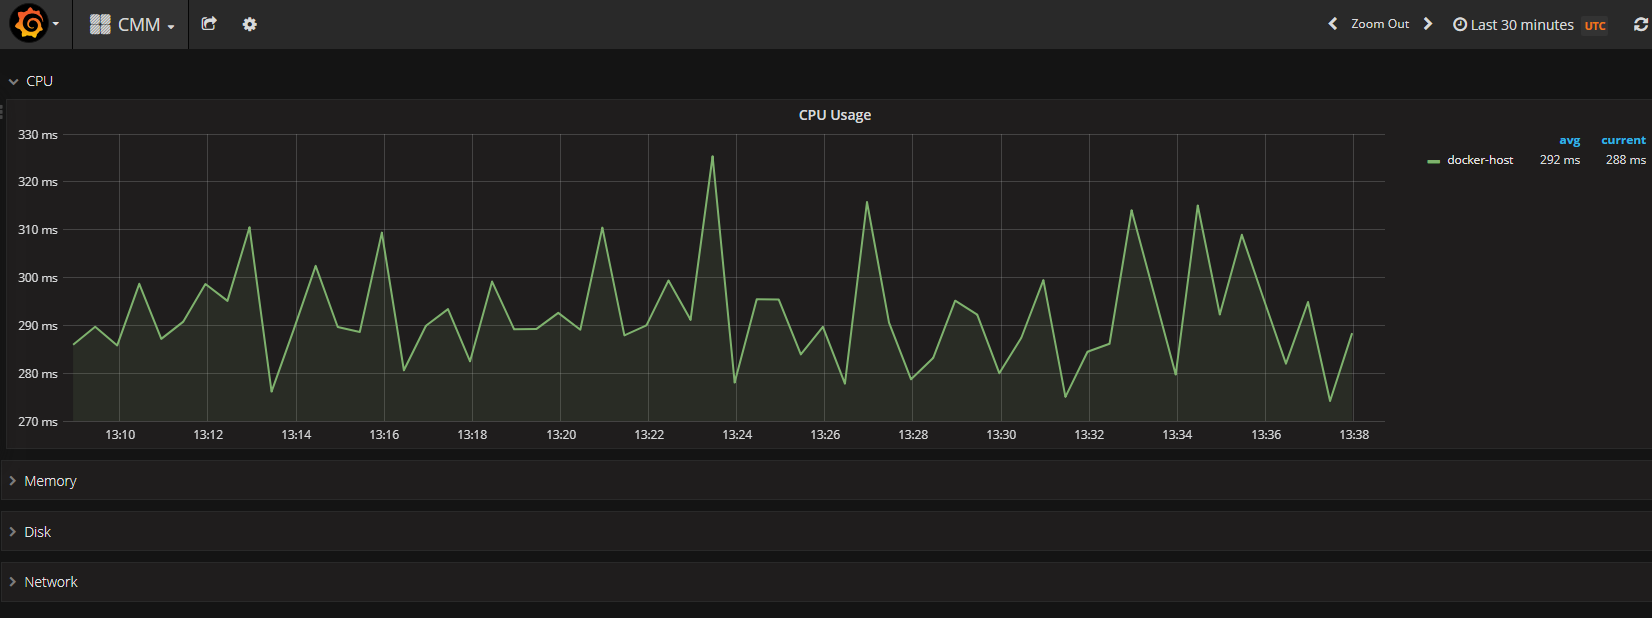 CMM
Zoom Out
Last 30 minutes UTC
CPU
CPU Usage
330 ms
320 ms
310 ms
300 ms
290 ms
280 ms
270 ms
13:10 13:12 13:14 13:16 13:18 13:20 13:22 13:24 13:26 13:28 13:30 13:32 13:34 13:36 13:38
avg current
docker-host 292 ms 288 ms
Memory
Disk
Network